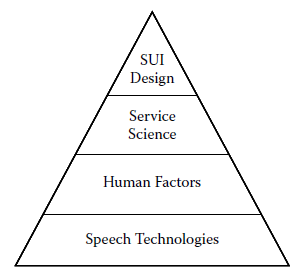 SUI
Design
Service
Science
Human Factors
Speech Technologies